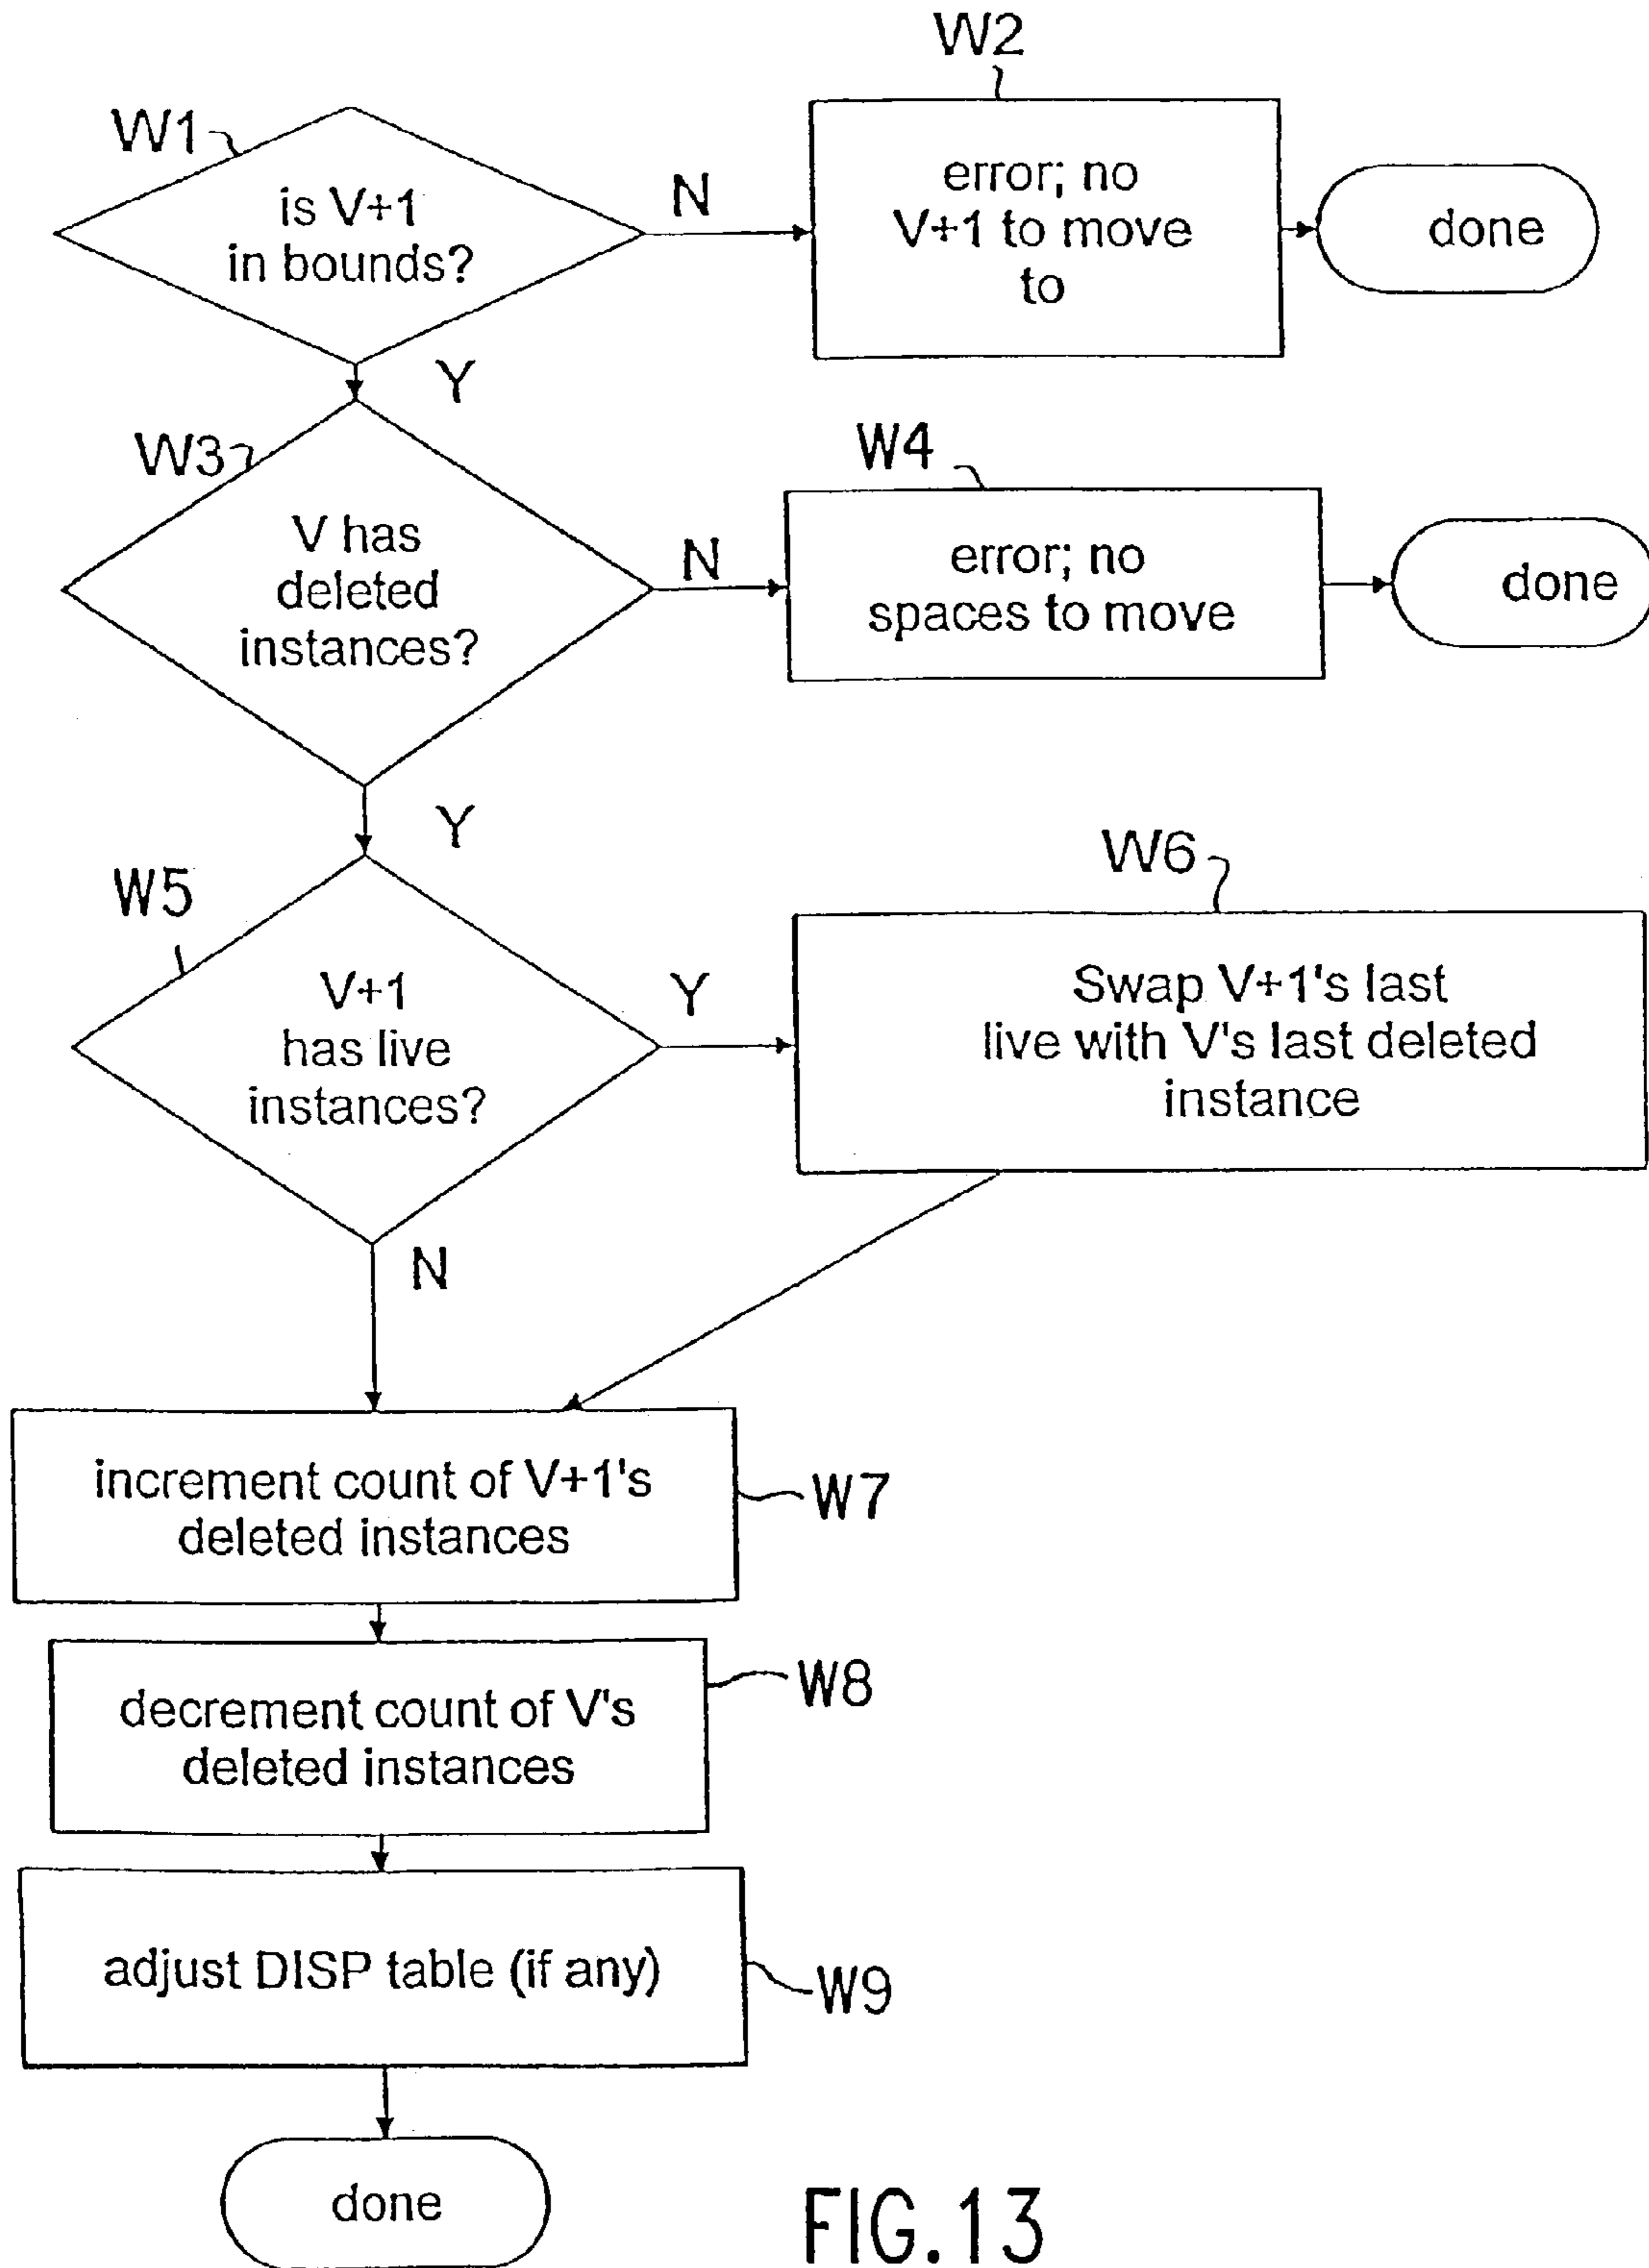 W2
W1
is V+1
in bounds?
N
error; no
V+1 to move
to
done
Y
W3
V has
deleted
instances?
N
W4
error; no
spaces to move
done
Y
W5
V+1
has live
instances?
Y
W6
Swap V+1's last
live with V's last deleted
instance
N
increment count of V+1's
deleted instances
W7
decrement count of V's
deleted instances
W8
adjust DISP table (if any)
W9
done
FIG.13